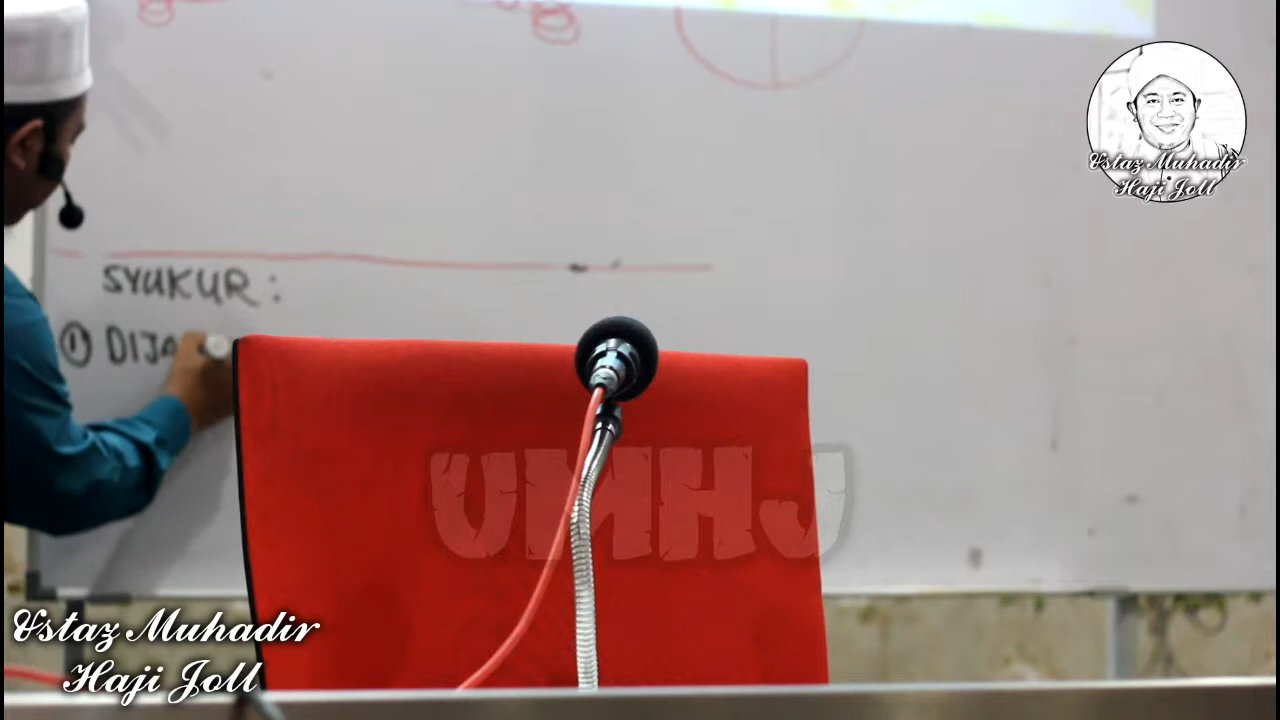 Ustaz Muhadir
Haji Joll
SYUKUR :
① DIJA
UMHJ
Ustaz Muhadir
Haji Joll